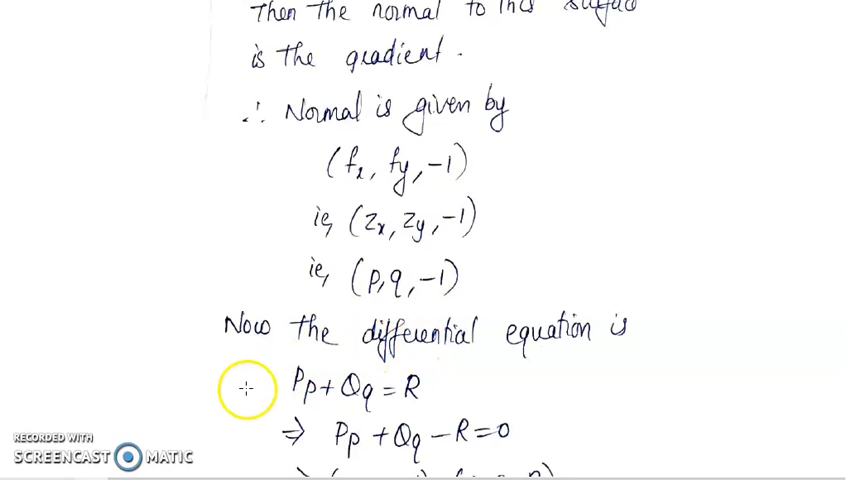 Then the normal to this surface
is the gradient.
∴ Normal is given by
(fx, fy, -1)
ie, (zx, zy, -1)
ie, (p, q, -1)
Now the differential equation is
Pp + Qq = R
⇒ Pp + Qq - R = 0
RECORDED WITH
SCREENCAST MATIC